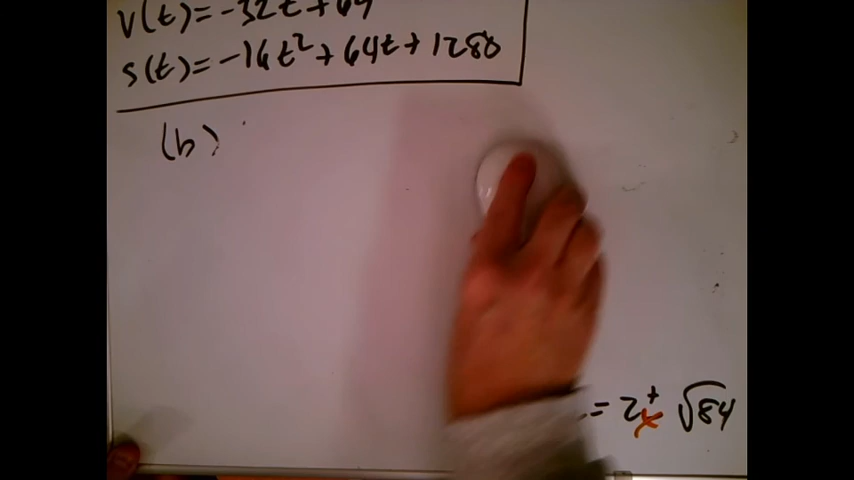 v(t) = -32t + 64
s(t) = -16t² + 64t + 1280
(b)
= 2 ± √84